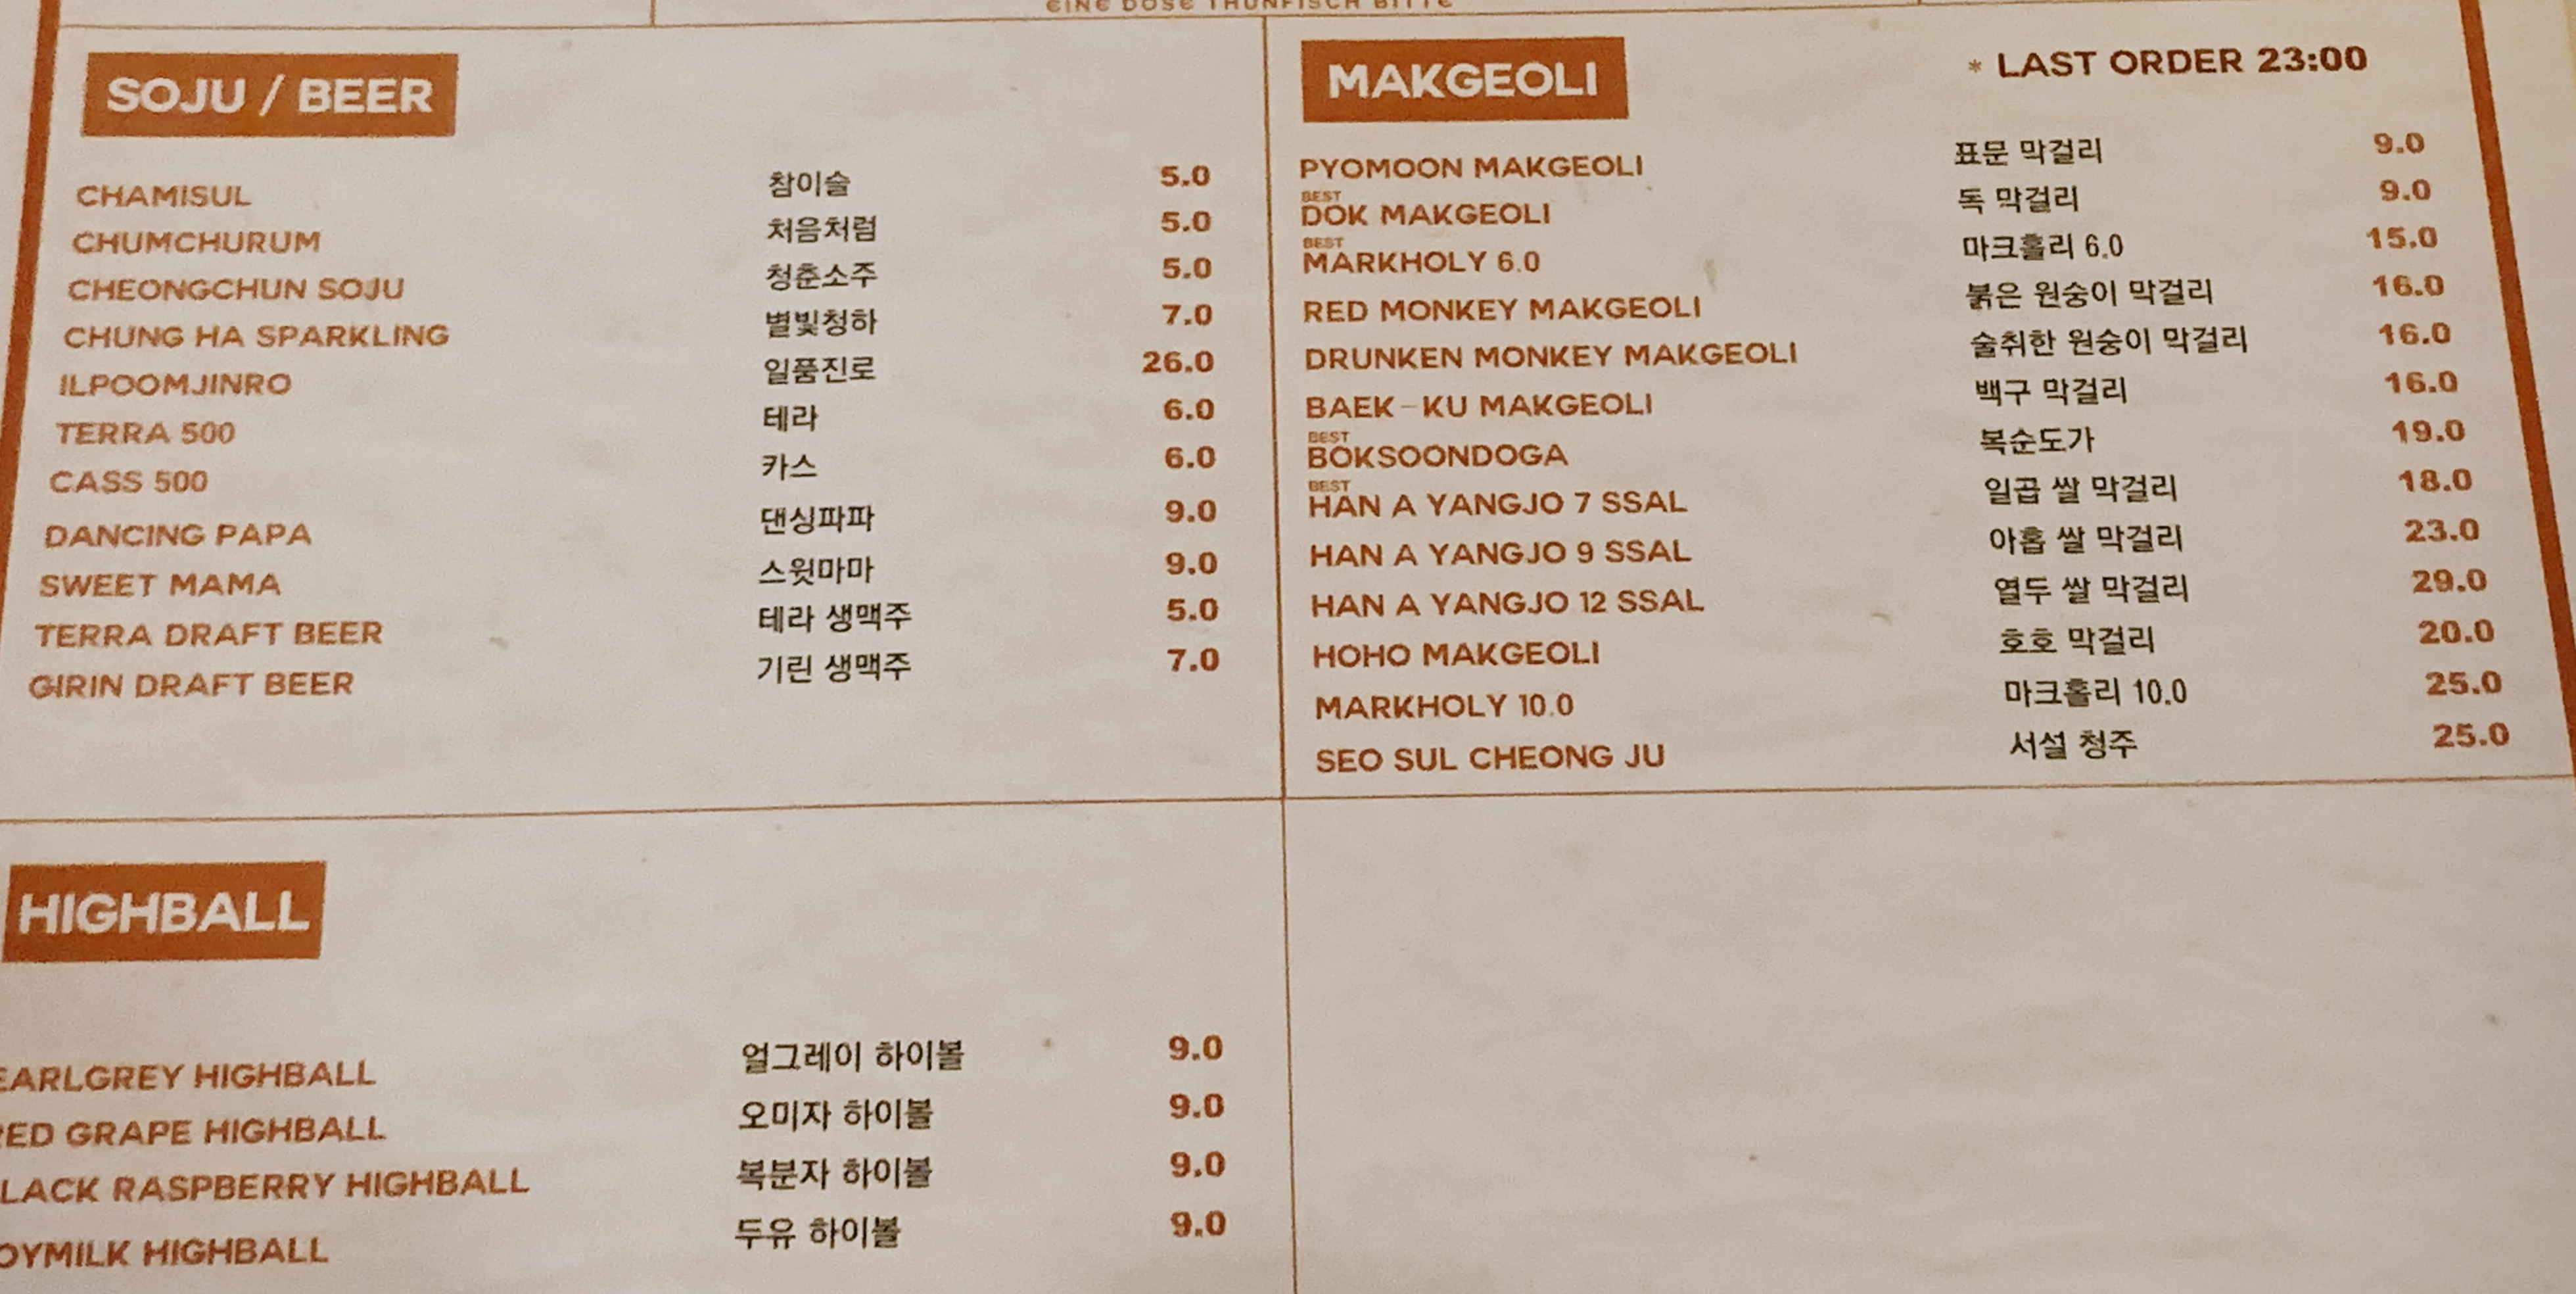 EINE DOSE THUNFISCH BITTE
SOJU / BEER
CHAMISUL 참이술 5.0
CHUMCHURUM 처음처럼 5.0
CHEONGCHUN SOJU 청춘소주 5.0
CHUNG HA SPARKLING 별빛청하 7.0
ILPOOMJINRO 일품진로 26.0
TERRA 500 테라 6.0
CASS 500 카스 6.0
DANCING PAPA 댄싱파파 9.0
SWEET MAMA 스윗마마 9.0
TERRA DRAFT BEER 테라 생맥주 5.0
GIRIN DRAFT BEER 기린 생맥주 7.0
MAKGEOLI
* LAST ORDER 23:00
PYOMOON MAKGEOLI 표문 막걸리 9.0
BEST
DOK MAKGEOLI 독 막걸리 9.0
BEST
MARKHOLY 6.0 마크홀리 6.0 15.0
RED MONKEY MAKGEOLI 붉은 원숭이 막걸리 16.0
DRUNKEN MONKEY MAKGEOLI 술취한 원숭이 막걸리 16.0
BAEK-KU MAKGEOLI 백구 막걸리 16.0
BEST
BOKSOONDOGA 복순도가 19.0
BEST
HAN A YANGJO 7 SSAL 일곱 쌀 막걸리 18.0
HAN A YANGJO 9 SSAL 아홉 쌀 막걸리 23.0
HAN A YANGJO 12 SSAL 열두 쌀 막걸리 29.0
HOHO MAKGEOLI 호호 막걸리 20.0
MARKHOLY 10.0 마크홀리 10.0 25.0
SEO SUL CHEONG JU 서설 청주 25.0
HIGHBALL
EARLGREY HIGHBALL 얼그레이 하이볼 9.0
ED GRAPE HIGHBALL 오미자 하이볼 9.0
LACK RASPBERRY HIGHBALL 복분자 하이볼 9.0
OYMILK HIGHBALL 두유 하이볼 9.0